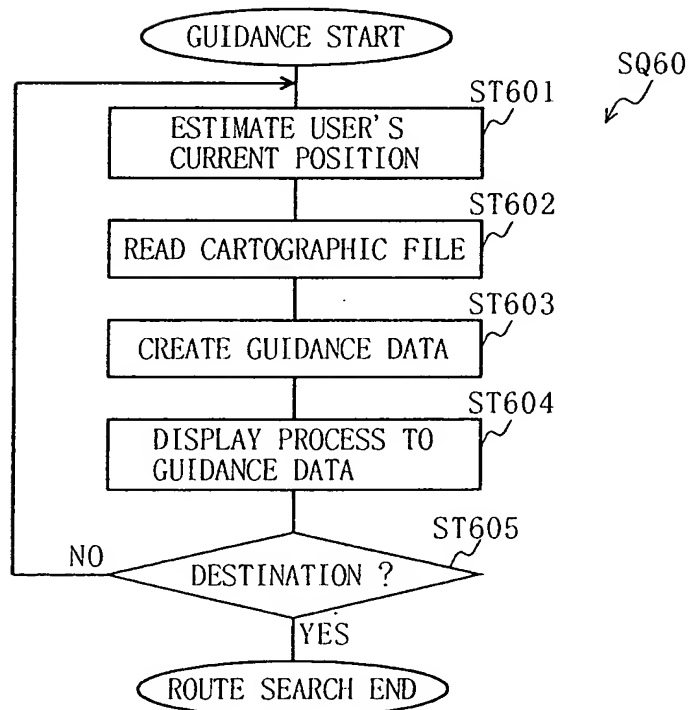 GUIDANCE START
SQ60
ST601
ESTIMATE USER'S
CURRENT POSITION
ST602
READ CARTOGRAPHIC FILE
ST603
CREATE GUIDANCE DATA
ST604
DISPLAY PROCESS TO
GUIDANCE DATA
ST605
NO
DESTINATION ?
YES
ROUTE SEARCH END